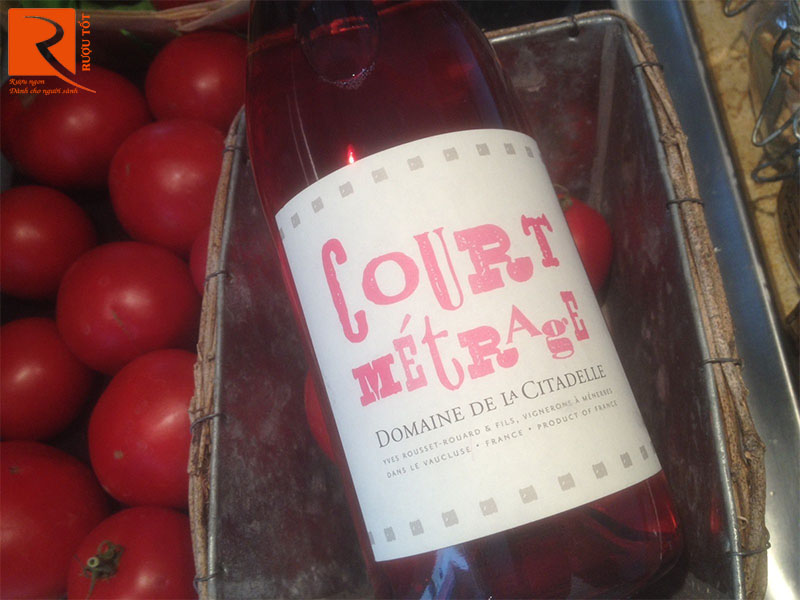 R
RƯỢU TỐT
Rượu ngon
Dành cho người sành
COURT
MÉTRAGE
DOMAINE DE LA CITADELLE
YVES ROUSSET-ROUARD & FILS, VIGNERONS À MÉNERBES
DANS LE VAUCLUSE • FRANCE • PRODUCT OF FRANCE